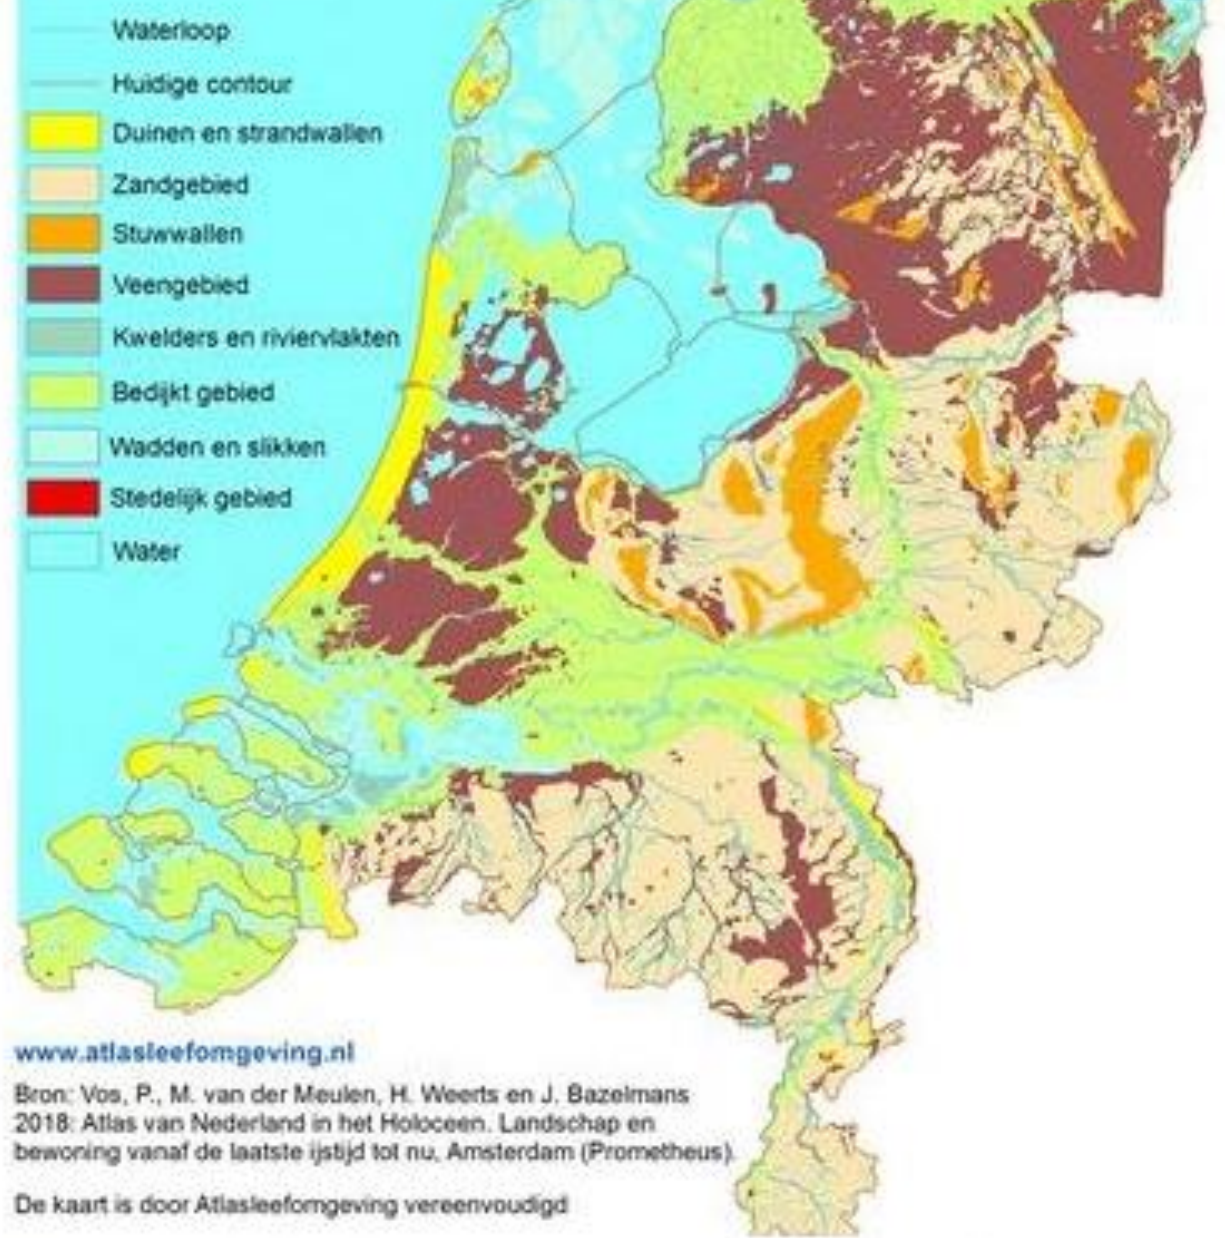 Waterloop
Huidige contour
Duinen en strandwallen
Zandgebied
Stuwwallen
Veengebied
Kwelders en riviervlakten
Bedijkt gebied
Wadden en slikken
Stedelijk gebied
Water
www.atlasleefomgeving.nl
Bron: Vos, P., M. van der Meulen, H. Weerts en J. Bazelmans
2018: Atlas van Nederland in het Holoceen. Landschap en
bewoning vanaf de laatste ijstijd tot nu, Amsterdam (Prometheus)
De kaart is door Atlasleefomgeving vereenvoudigd